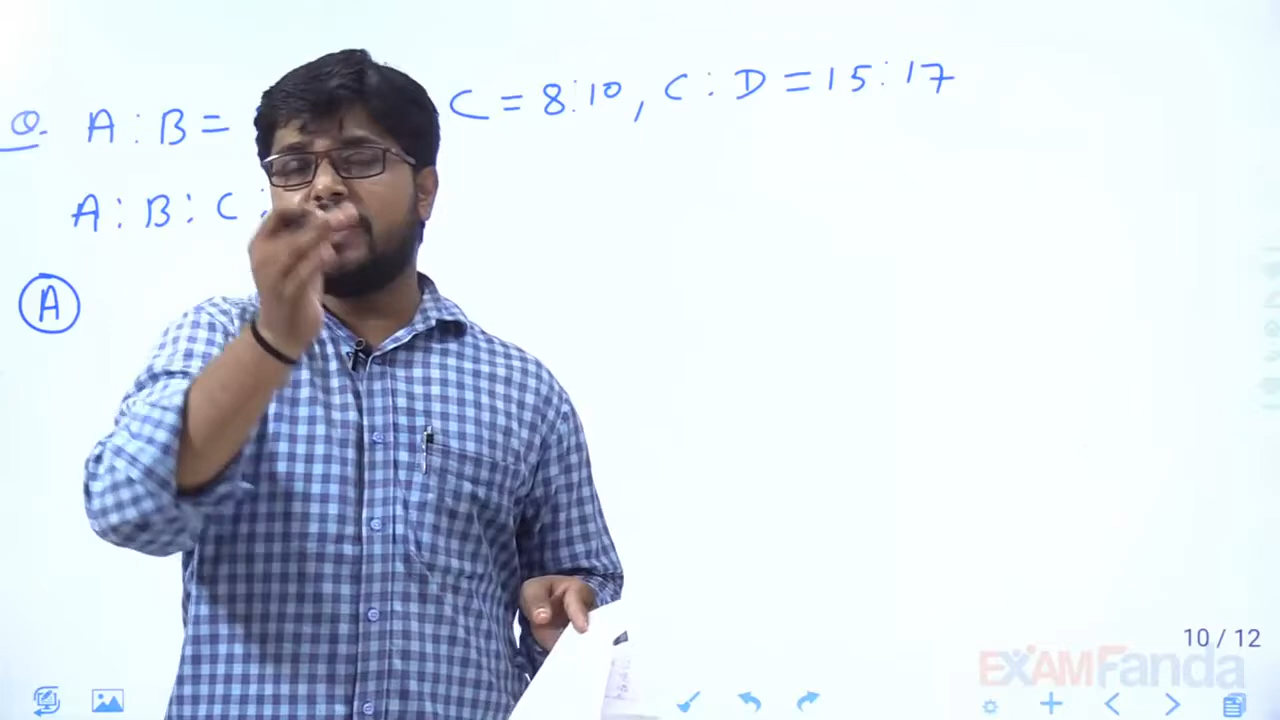 Q. A : B = C = 8:10, C : D = 15:17
A : B : C :
A
10 / 12
EXAMFanda